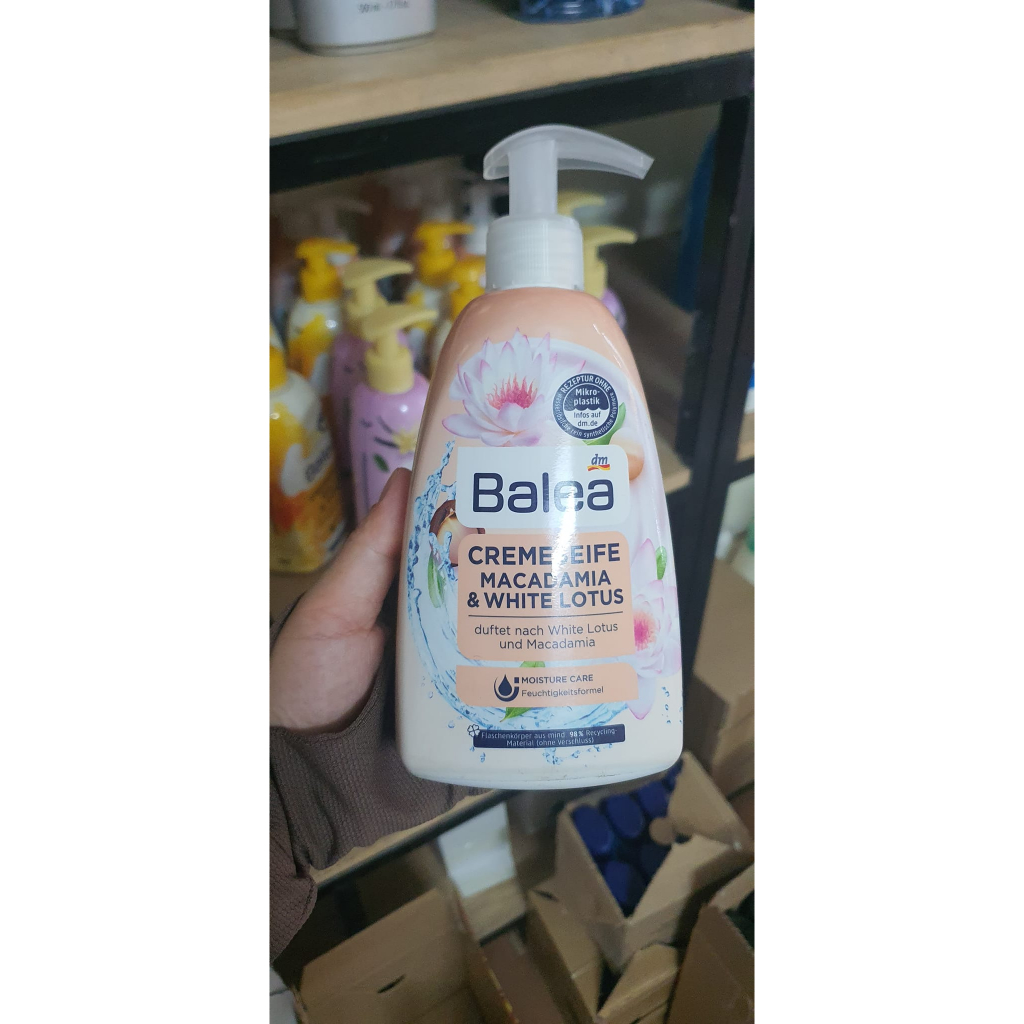 REZEPTUR OHNE
Mikro-
plastik
Infos auf
dm.de
dm
Balea
CREMESEIFE
MACADAMIA
& WHITE LOTUS
duftet nach White Lotus
und Macadamia
MOISTURE CARE
Feuchtigkeitsformel
Flaschenkörper aus mind. 98% Recycling-
Material (ohne Verschluss)